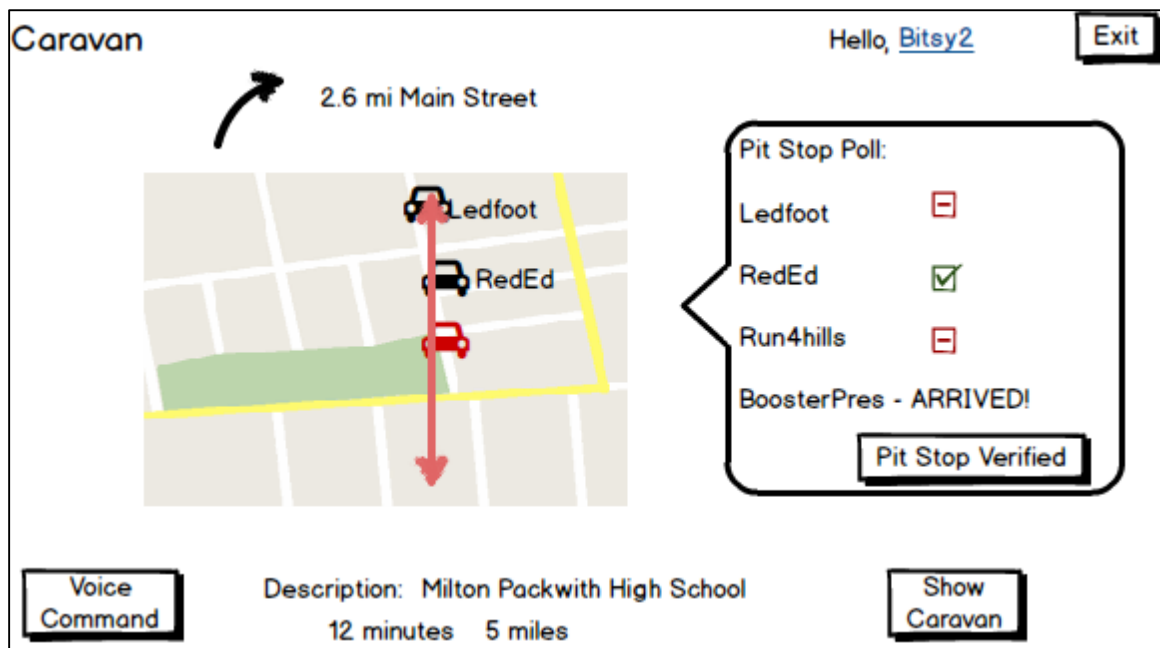 Caravan
Hello, Bitsy2
Exit
2.6 mi Main Street
Ledfoot
RedEd
Pit Stop Poll:
Ledfoot
RedEd
Run4hills
BoosterPres - ARRIVED!
Pit Stop Verified
Voice
Command
Description: Milton Packwith High School
12 minutes 5 miles
Show
Caravan